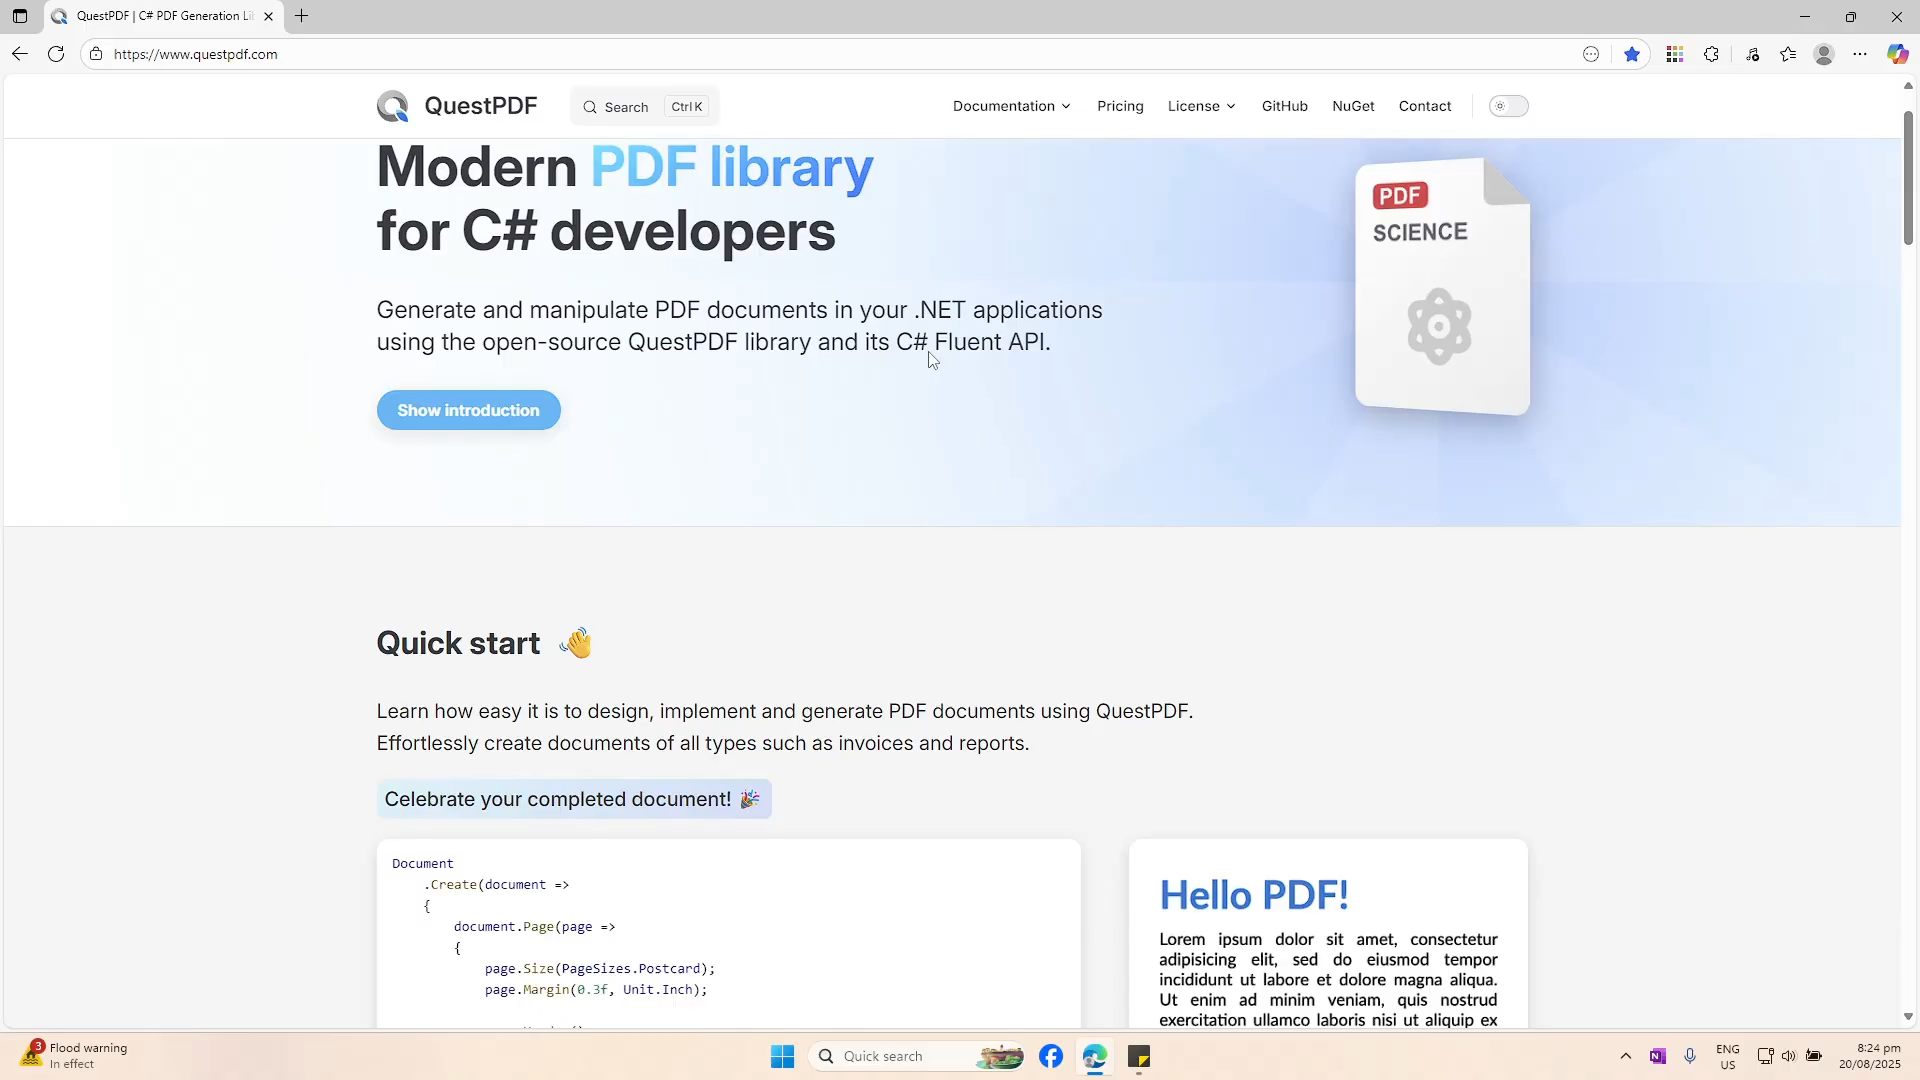 QuestPDF | C# PDF Generation Li
https://www.questpdf.com
QuestPDF
Search
Ctrl K
Documentation
Pricing
License
GitHub
NuGet
Contact
Modern PDF library
for C# developers
Generate and manipulate PDF documents in your .NET applications
using the open-source QuestPDF library and its C# Fluent API.
Show introduction
PDF
SCIENCE
Quick start
Learn how easy it is to design, implement and generate PDF documents using QuestPDF.
Effortlessly create documents of all types such as invoices and reports.
Celebrate your completed document!
Document
.Create(document =>
{
document.Page(page =>
{
page.Size(PageSizes.Postcard);
page.Margin(0.3f, Unit.Inch);
Hello PDF!
Lorem ipsum dolor sit amet, consectetur
adipisicing elit, sed do eiusmod tempor
incididunt ut labore et dolore magna aliqua.
Ut enim ad minim veniam, quis nostrud
exercitation ullamco laboris nisi ut aliquip ex
3
Flood warning
In effect
Quick search
ENG
US
8:24 pm
20/08/2025